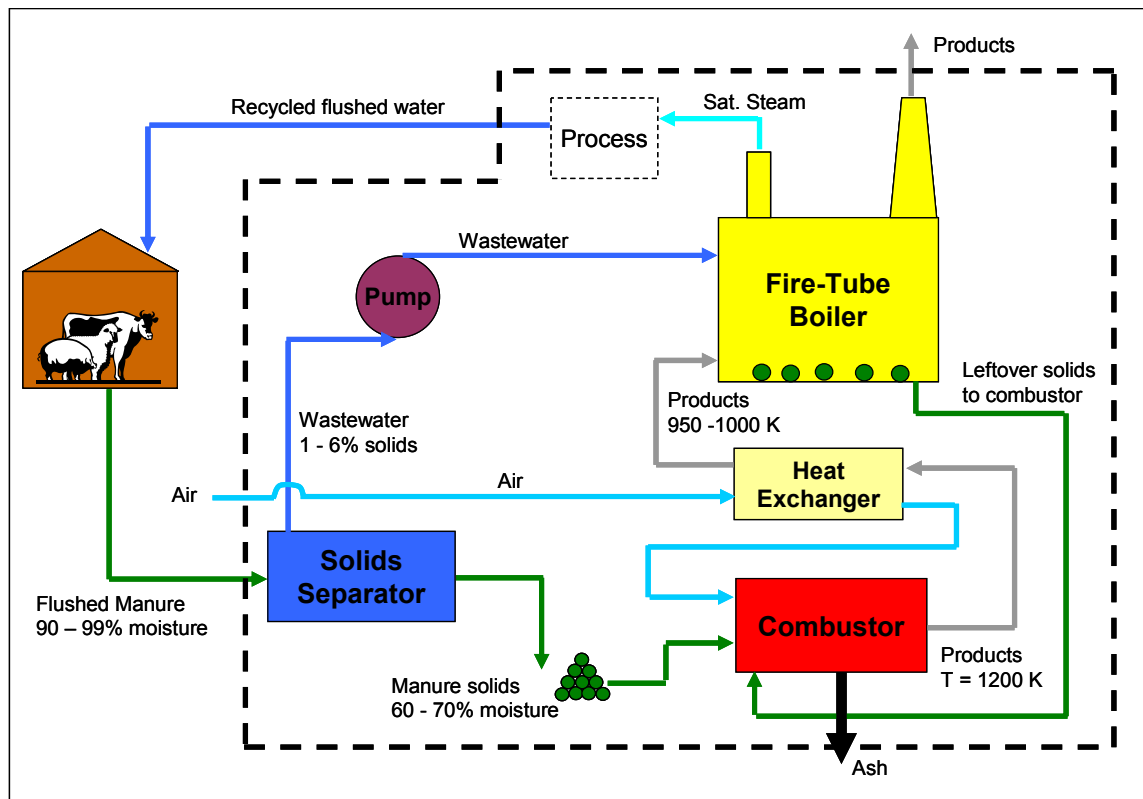 Products
Recycled flushed water
Sat. Steam
Process
Wastewater
Pump
Fire-Tube
Boiler
Leftover solids
to combustor
Products
950 -1000 K
Wastewater
1 - 6% solids
Air
Air
Heat
Exchanger
Solids
Separator
Flushed Manure
90 – 99% moisture
Combustor
Manure solids
60 - 70% moisture
Products
T = 1200 K
Ash